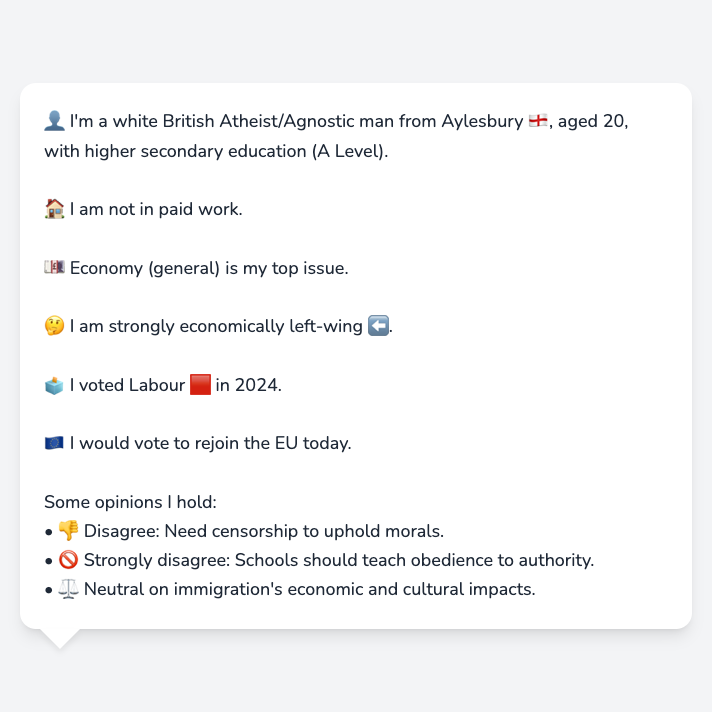 👤 I'm a white British Atheist/Agnostic man from Aylesbury 🏴󠁧󠁢󠁥󠁮󠁧󠁿, aged 20,
with higher secondary education (A Level).
🏠 I am not in paid work.
💷 Economy (general) is my top issue.
🤔 I am strongly economically left-wing ⬅️.
🗳️ I voted Labour 🟥 in 2024.
🇪🇺 I would vote to rejoin the EU today.
Some opinions I hold:
• 👎 Disagree: Need censorship to uphold morals.
• 🚫 Strongly disagree: Schools should teach obedience to authority.
• ⚖️ Neutral on immigration's economic and cultural impacts.